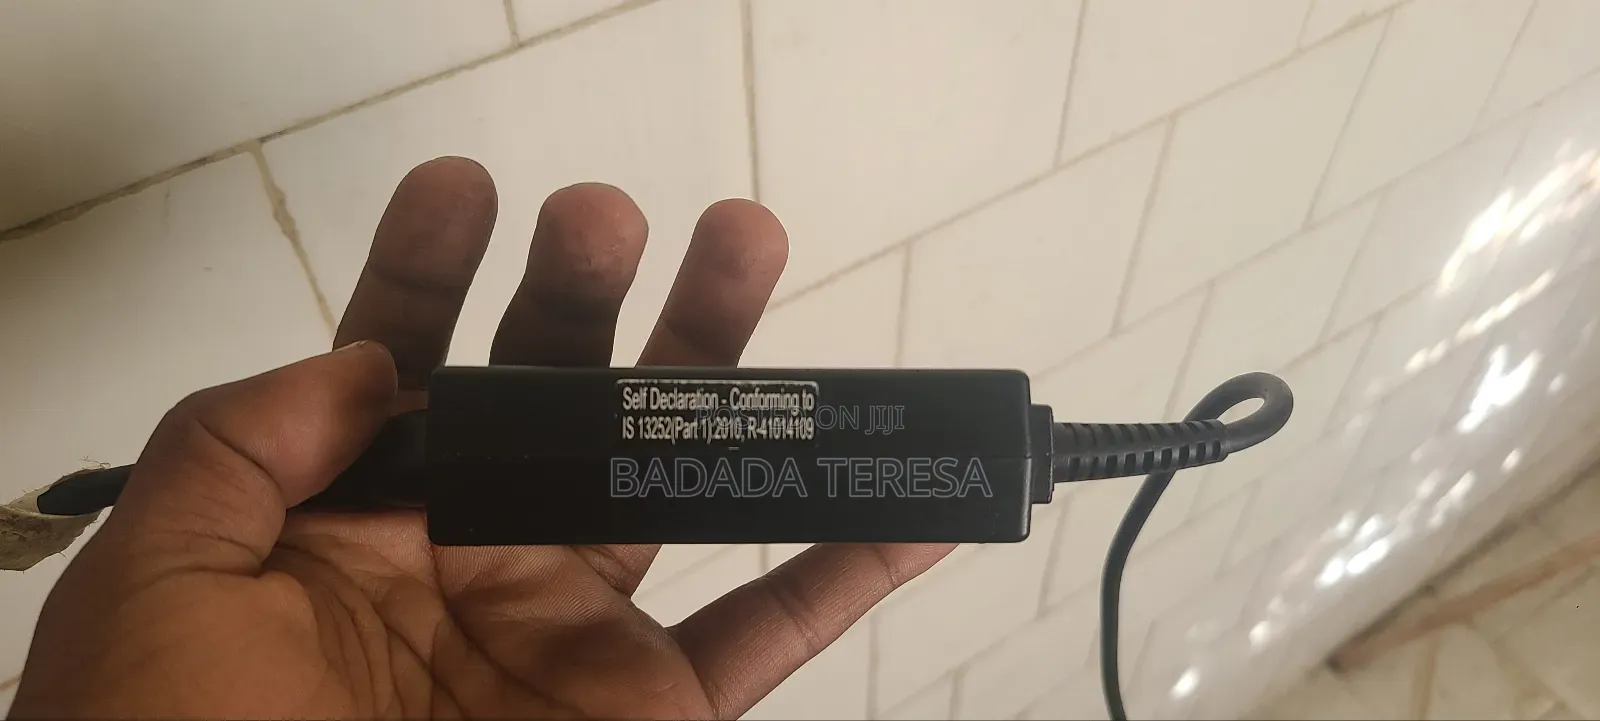 Self Declaration - Conforming to
IS 13252(Part 1):2010, R-41014109
POSTED ON JIJI
BADADA TERESA